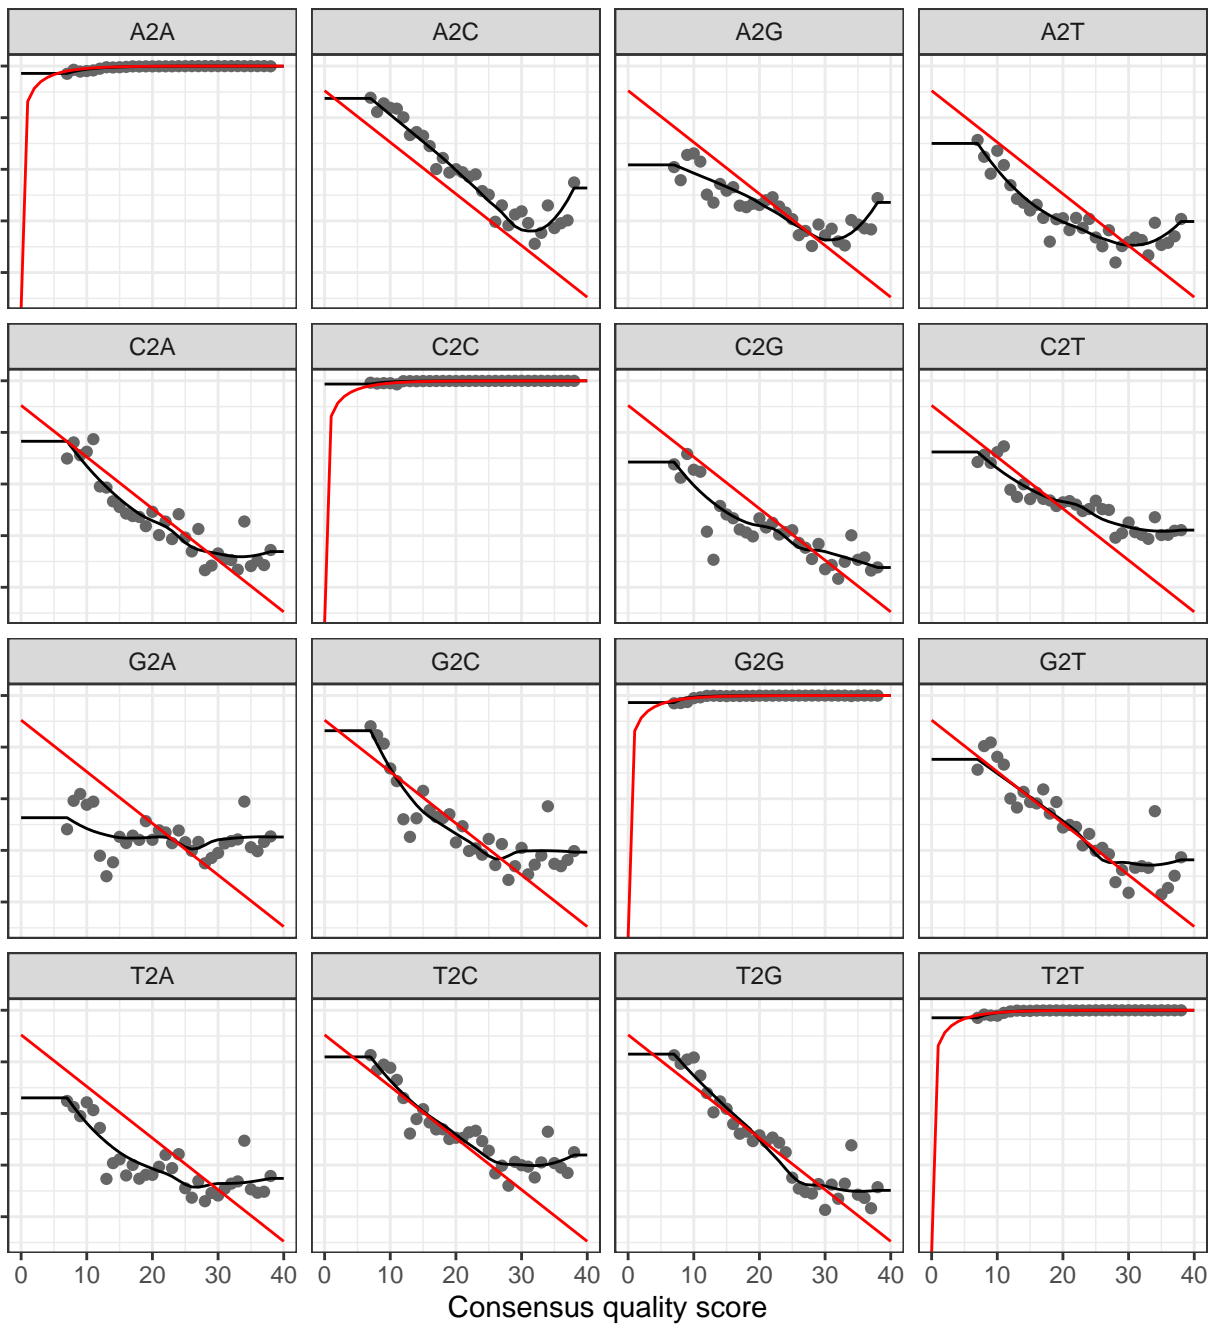 A2A A2C A2G A2T
C2A C2C C2G C2T
G2A G2C G2G G2T
T2A T2C T2G T2T
0 10 20 30 40 0 10 20 30 40 0 10 20 30 40 0 10 20 30 40
Consensus quality score